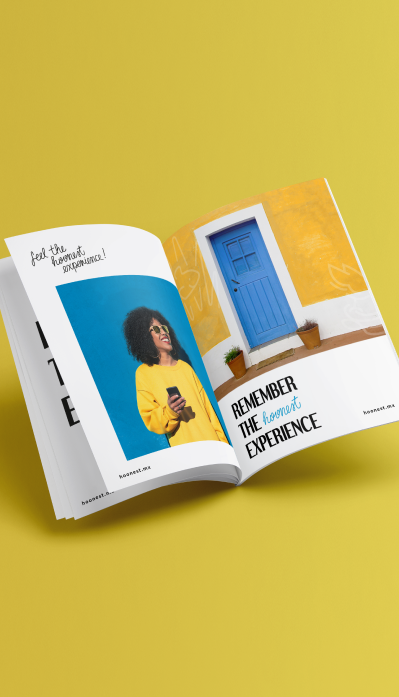 feel the
hoonest
experience!
hoonest.mx
REMEMBER
THE hoonest
EXPERIENCE
hoonest.mx